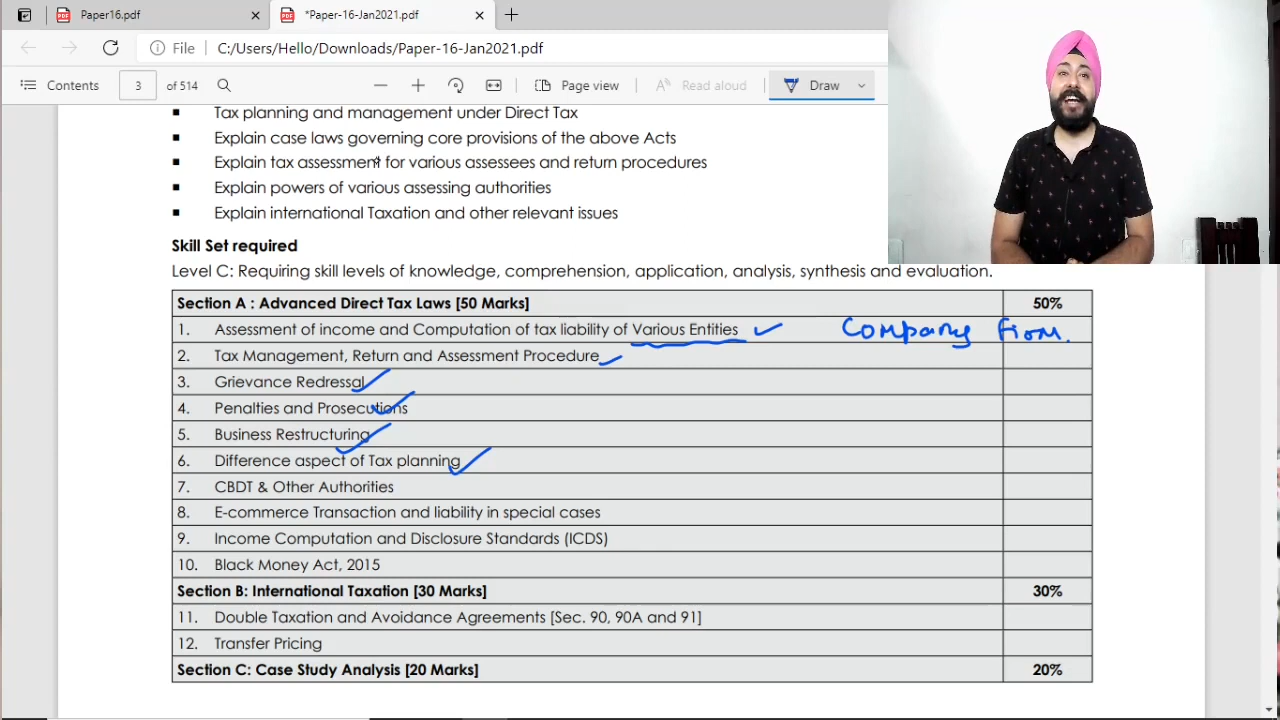 Paper16.pdf
*Paper-16-Jan2021.pdf
File C:/Users/Hello/Downloads/Paper-16-Jan2021.pdf
Contents 3 of 514 Page view Read aloud Draw
Tax planning and management under Direct Tax
Explain case laws governing core provisions of the above Acts
Explain tax assessment for various assessees and return procedures
Explain powers of various assessing authorities
Explain international Taxation and other relevant issues
Skill Set required
Level C: Requiring skill levels of knowledge, comprehension, application, analysis, synthesis and evaluation.
Section A : Advanced Direct Tax Laws [50 Marks] 50%
1. Assessment of income and Computation of tax liability of Various Entities Company firm.
2. Tax Management, Return and Assessment Procedure
3. Grievance Redressal
4. Penalties and Prosecutions
5. Business Restructuring
6. Difference aspect of Tax planning
7. CBDT & Other Authorities
8. E-commerce Transaction and liability in special cases
9. Income Computation and Disclosure Standards (ICDS)
10. Black Money Act, 2015
Section B: International Taxation [30 Marks] 30%
11. Double Taxation and Avoidance Agreements [Sec. 90, 90A and 91]
12. Transfer Pricing
Section C: Case Study Analysis [20 Marks] 20%